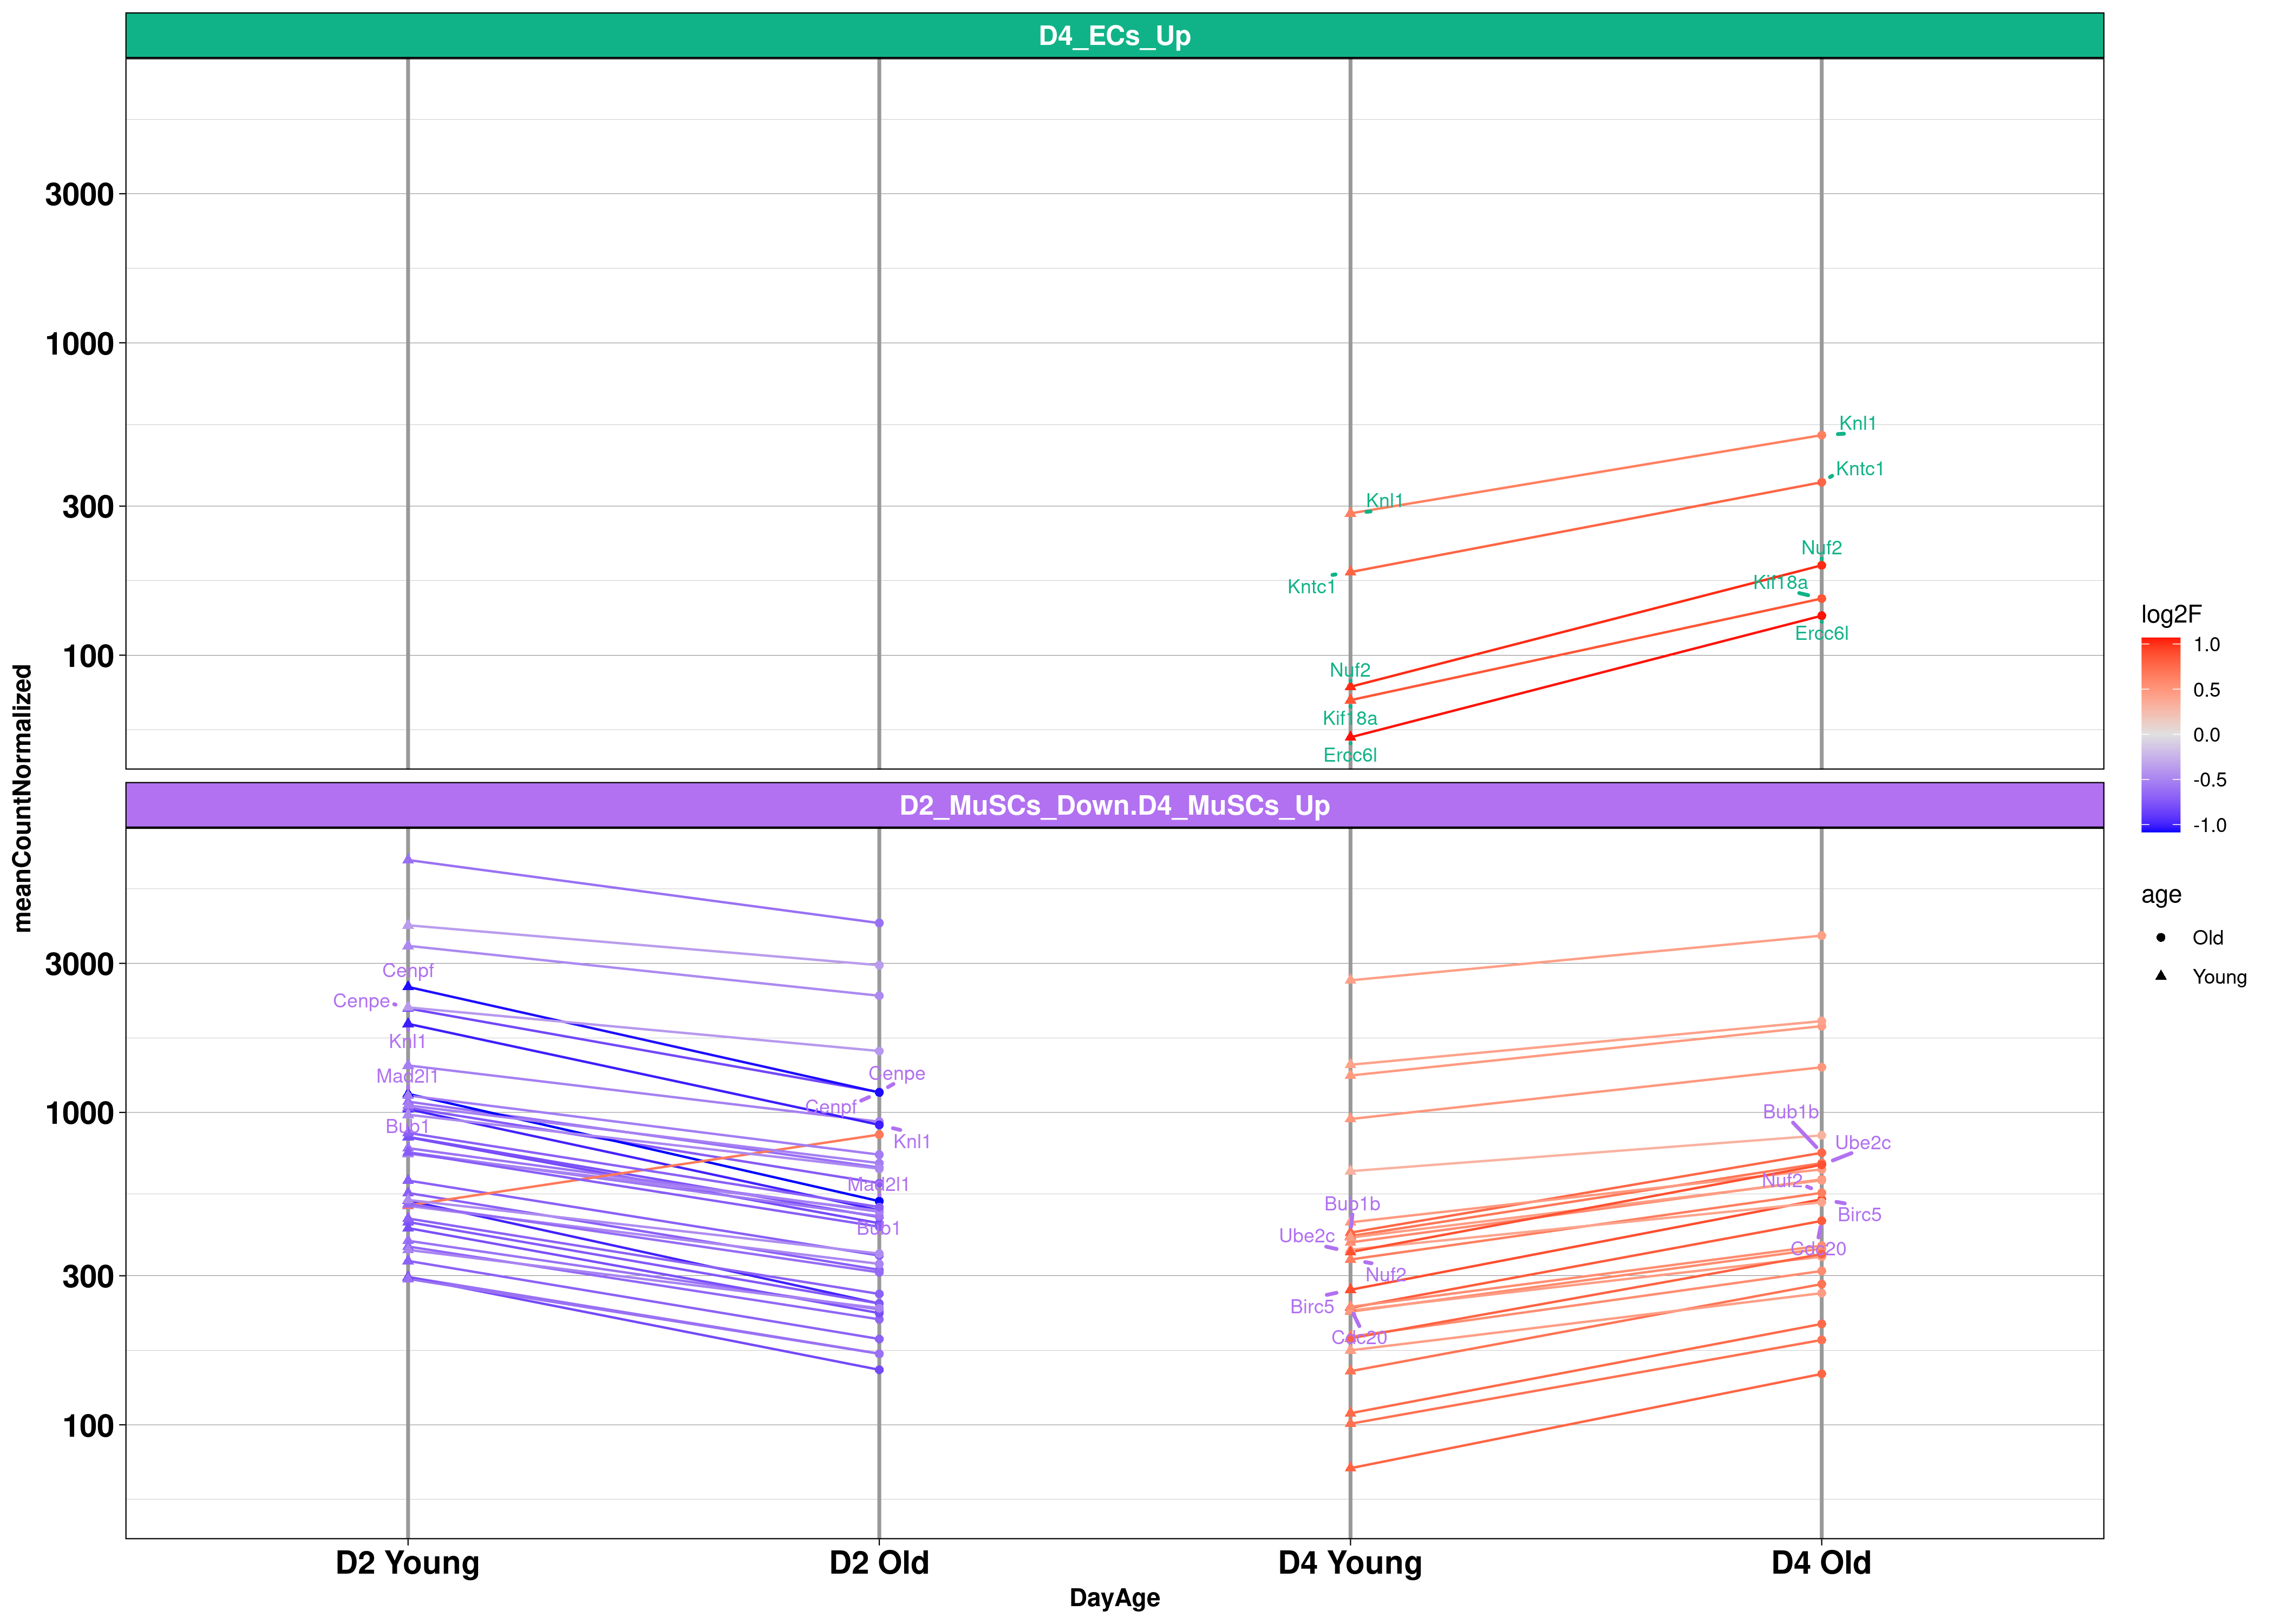 D4_ECs_Up
3000
1000
300
100
Knl1
Kntc1
Nuf2
Kif18a
Ercc6l
Knl1
Kntc1
Nuf2
Kif18a
Ercc6l
meanCountNormalized
D2_MuSCs_Down.D4_MuSCs_Up
3000
1000
300
100
Cenpf
Cenpe
Knl1
Mad2l1
Bub1
Cenpe
Cenpf
Knl1
Mad2l1
Bub1
Bub1b
Ube2c
Nuf2
Birc5
Cdc20
Bub1b
Ube2c
Nuf2
Birc5
Cdc20
D2 Young
D2 Old
D4 Young
D4 Old
DayAge
log2F
1.0
0.5
0.0
-0.5
-1.0
age
Old
Young